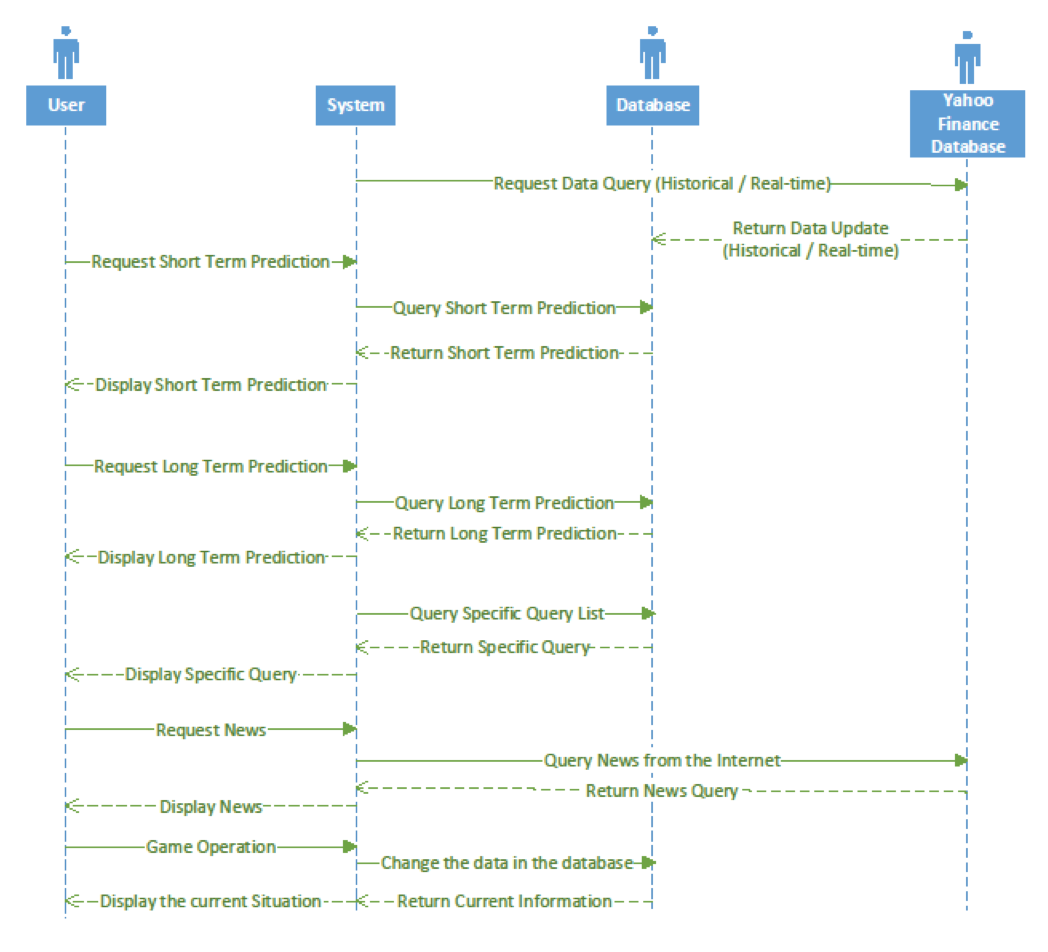 User
System
Database
Yahoo
Finance
Database
Request Data Query (Historical / Real-time)
Return Data Update
(Historical / Real-time)
Request Short Term Prediction
Query Short Term Prediction
Return Short Term Prediction
Display Short Term Prediction
Request Long Term Prediction
Query Long Term Prediction
Return Long Term Prediction
Display Long Term Prediction
Query Specific Query List
Return Specific Query
Display Specific Query
Request News
Query News from the Internet
Return News Query
Display News
Game Operation
Change the data in the database
Display the current Situation
Return Current Information